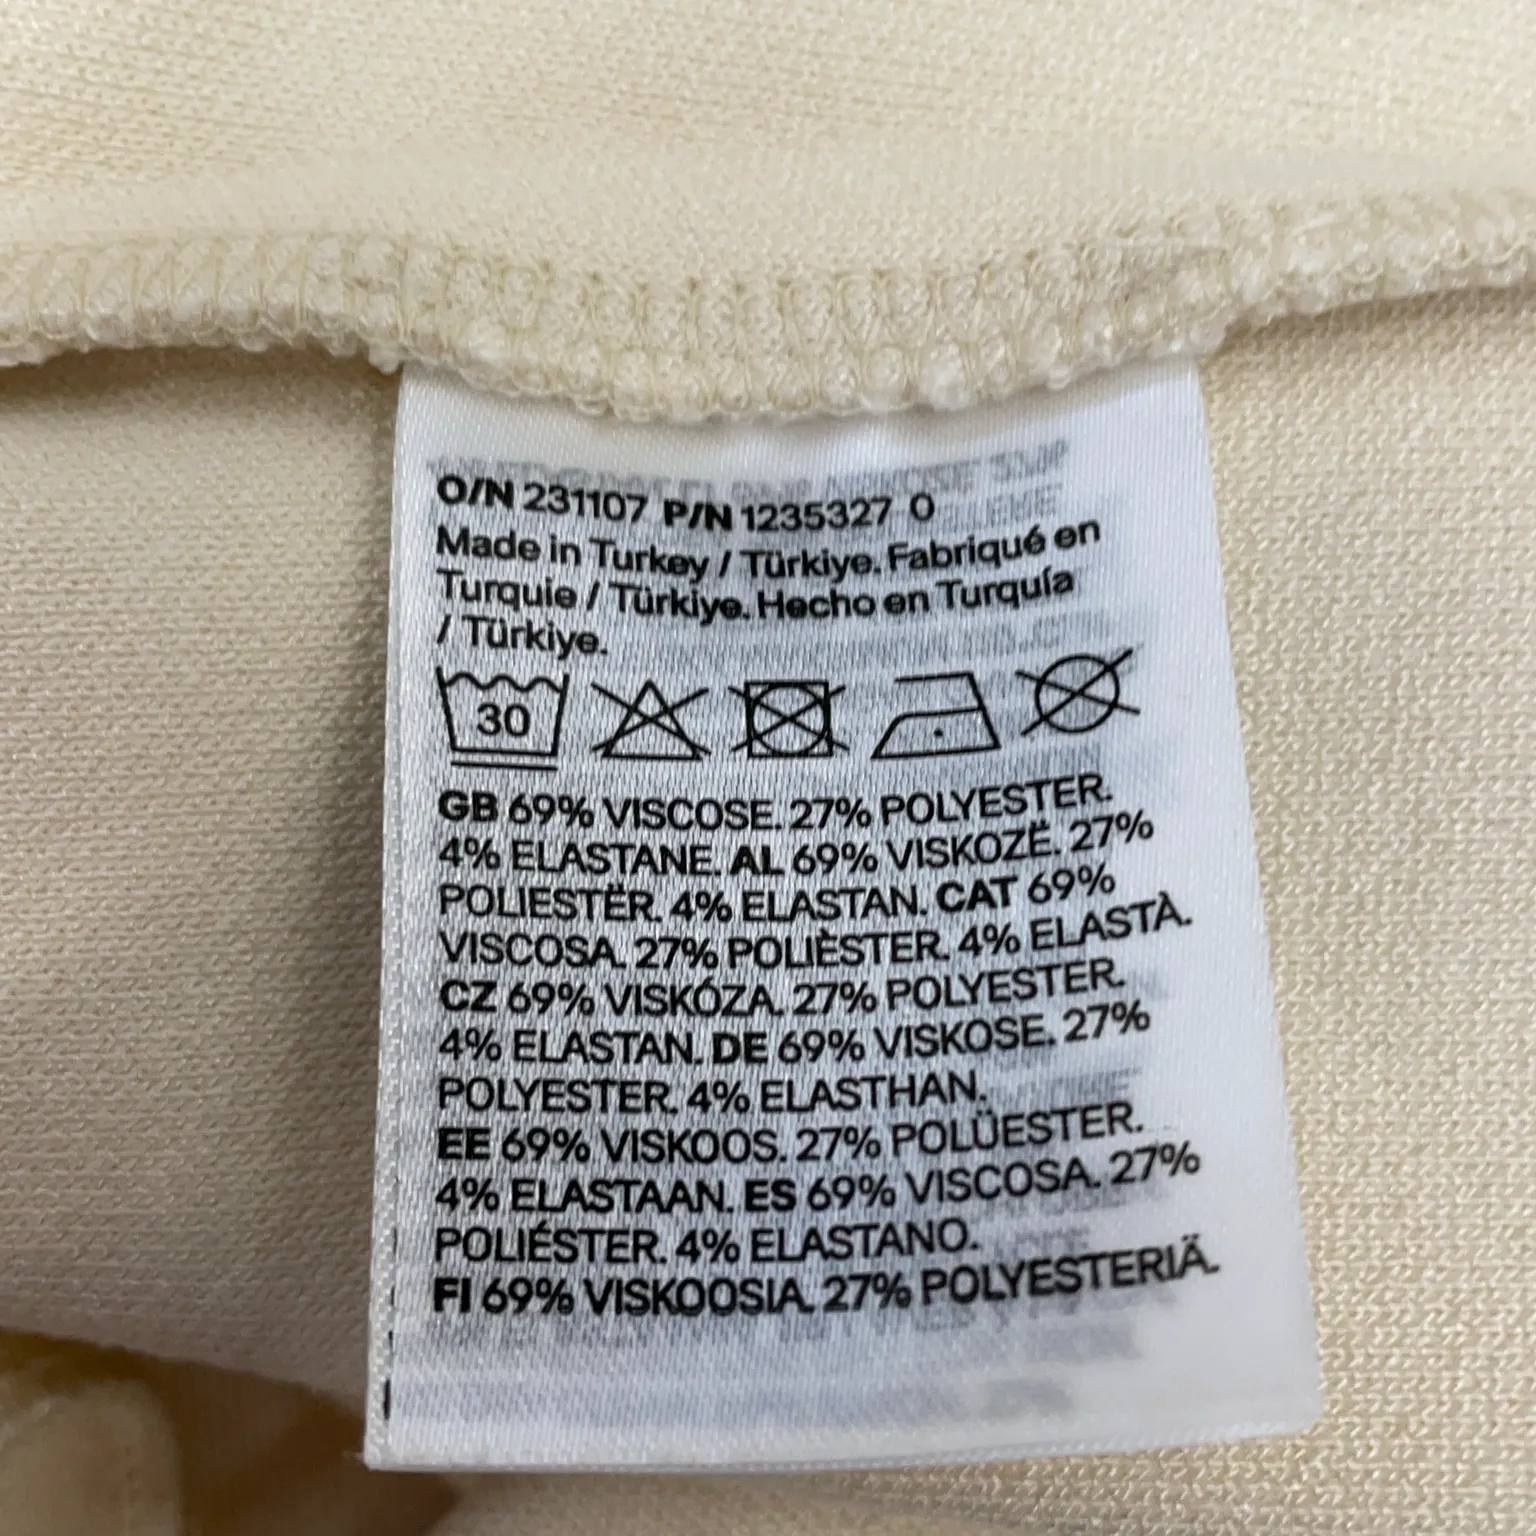 O/N 231107 P/N 1235327 0
Made in Turkey / Türkiye. Fabriqué en
Turquie / Türkiye. Hecho en Turquía
/ Türkiye.
30
GB 69% VISCOSE. 27% POLYESTER.
4% ELASTANE. AL 69% VISKOZË. 27%
POLIESTËR. 4% ELASTAN. CAT 69%
VISCOSA. 27% POLIÈSTER. 4% ELASTÀ.
CZ 69% VISKÓZA. 27% POLYESTER.
4% ELASTAN. DE 69% VISKOSE. 27%
POLYESTER. 4% ELASTHAN.
EE 69% VISKOOS. 27% POLÜESTER.
4% ELASTAAN. ES 69% VISCOSA. 27%
POLIÉSTER. 4% ELASTANO.
FI 69% VISKOOSIA. 27% POLYESTERIÄ.